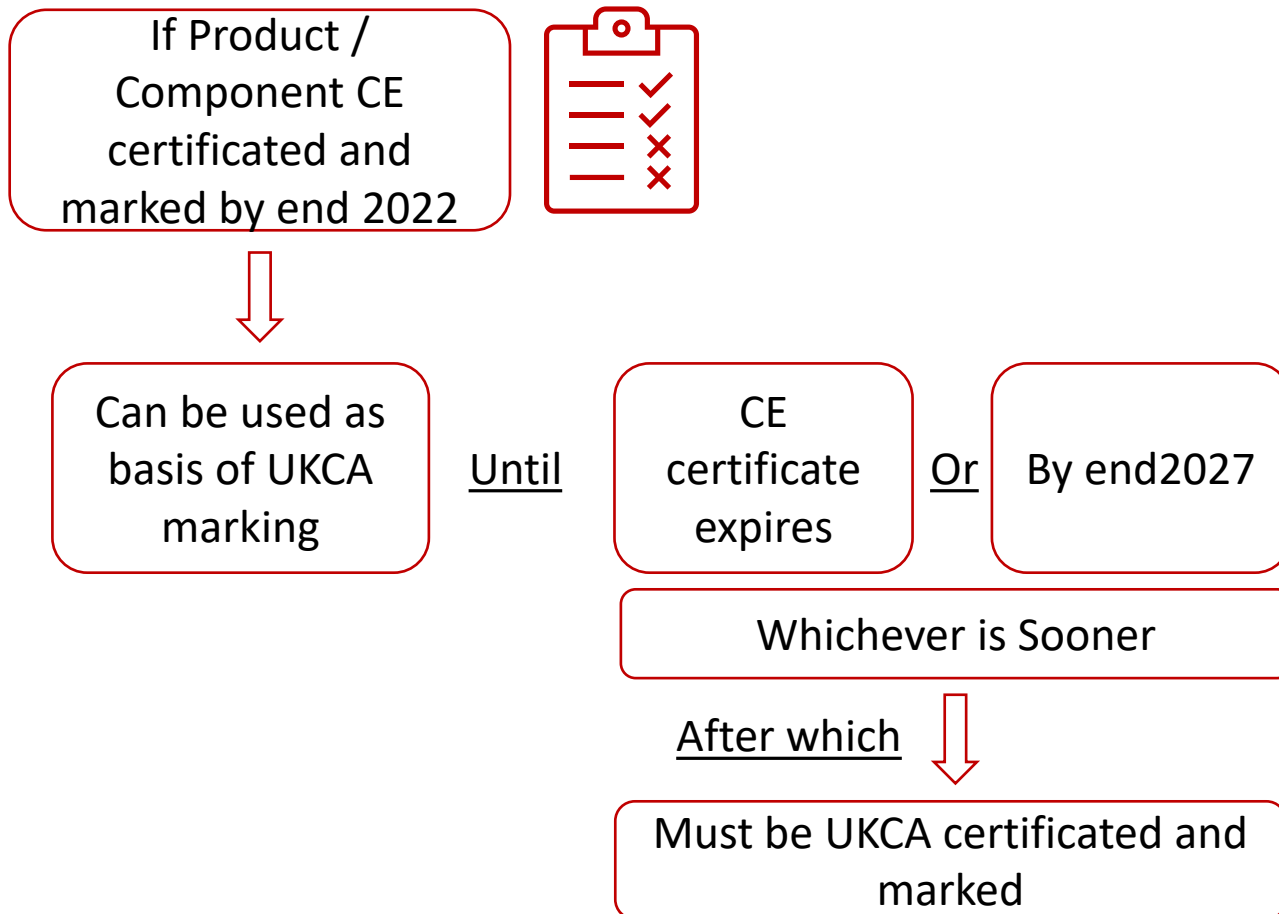 If Product /
Component CE
certificated and
marked by end 2022
Can be used as
basis of UKCA
marking
Until
CE
certificate
expires
Or
By end2027
Whichever is Sooner
After which
Must be UKCA certificated and
marked